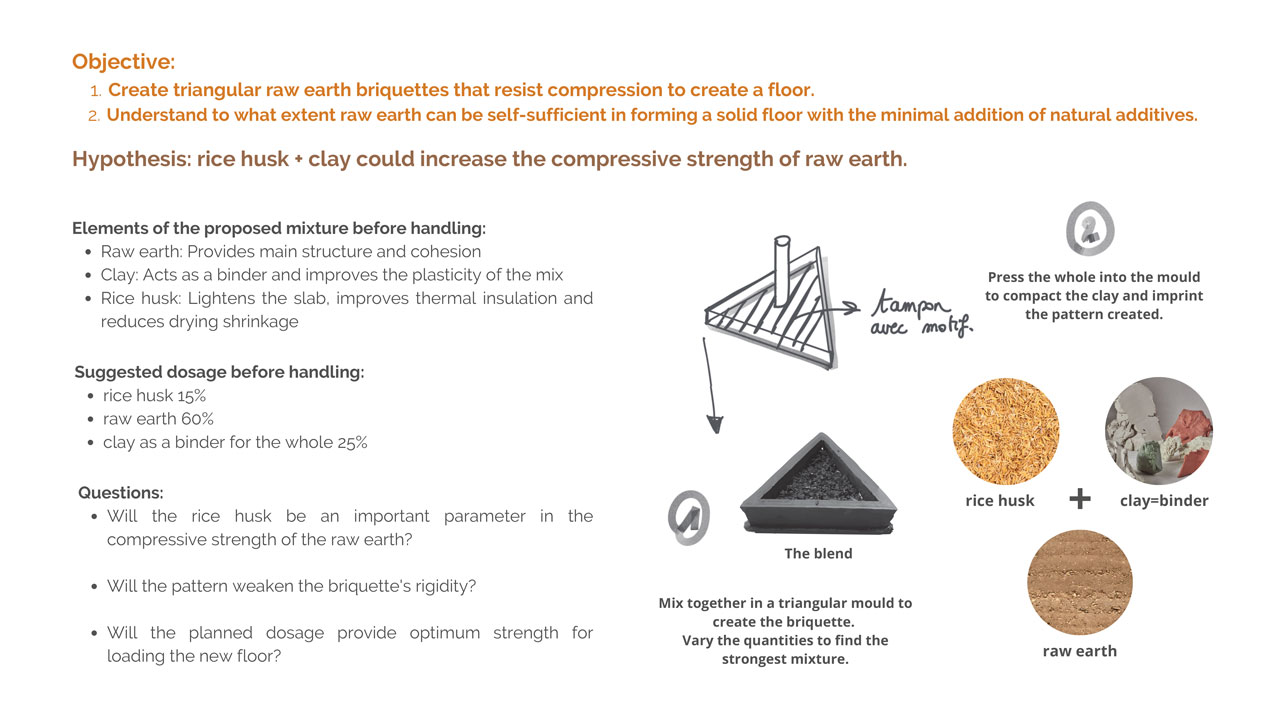 Objective:
1. Create triangular raw earth briquettes that resist compression to create a floor.
2. Understand to what extent raw earth can be self-sufficient in forming a solid floor with the minimal addition of natural additives.
Hypothesis: rice husk + clay could increase the compressive strength of raw earth.
Elements of the proposed mixture before handling:
• Raw earth: Provides main structure and cohesion
• Clay: Acts as a binder and improves the plasticity of the mix
• Rice husk: Lightens the slab, improves thermal insulation and
reduces drying shrinkage
Suggested dosage before handling:
• rice husk 15%
• raw earth 60%
• clay as a binder for the whole 25%
Questions:
• Will the rice husk be an important parameter in the
compressive strength of the raw earth?
• Will the pattern weaken the briquette's rigidity?
• Will the planned dosage provide optimum strength for
loading the new floor?
tampon
avec motif.
1
The blend
Mix together in a triangular mould to
create the briquette.
Vary the quantities to find the
strongest mixture.
2
Press the whole into the mould
to compact the clay and imprint
the pattern created.
rice husk + clay=binder
raw earth